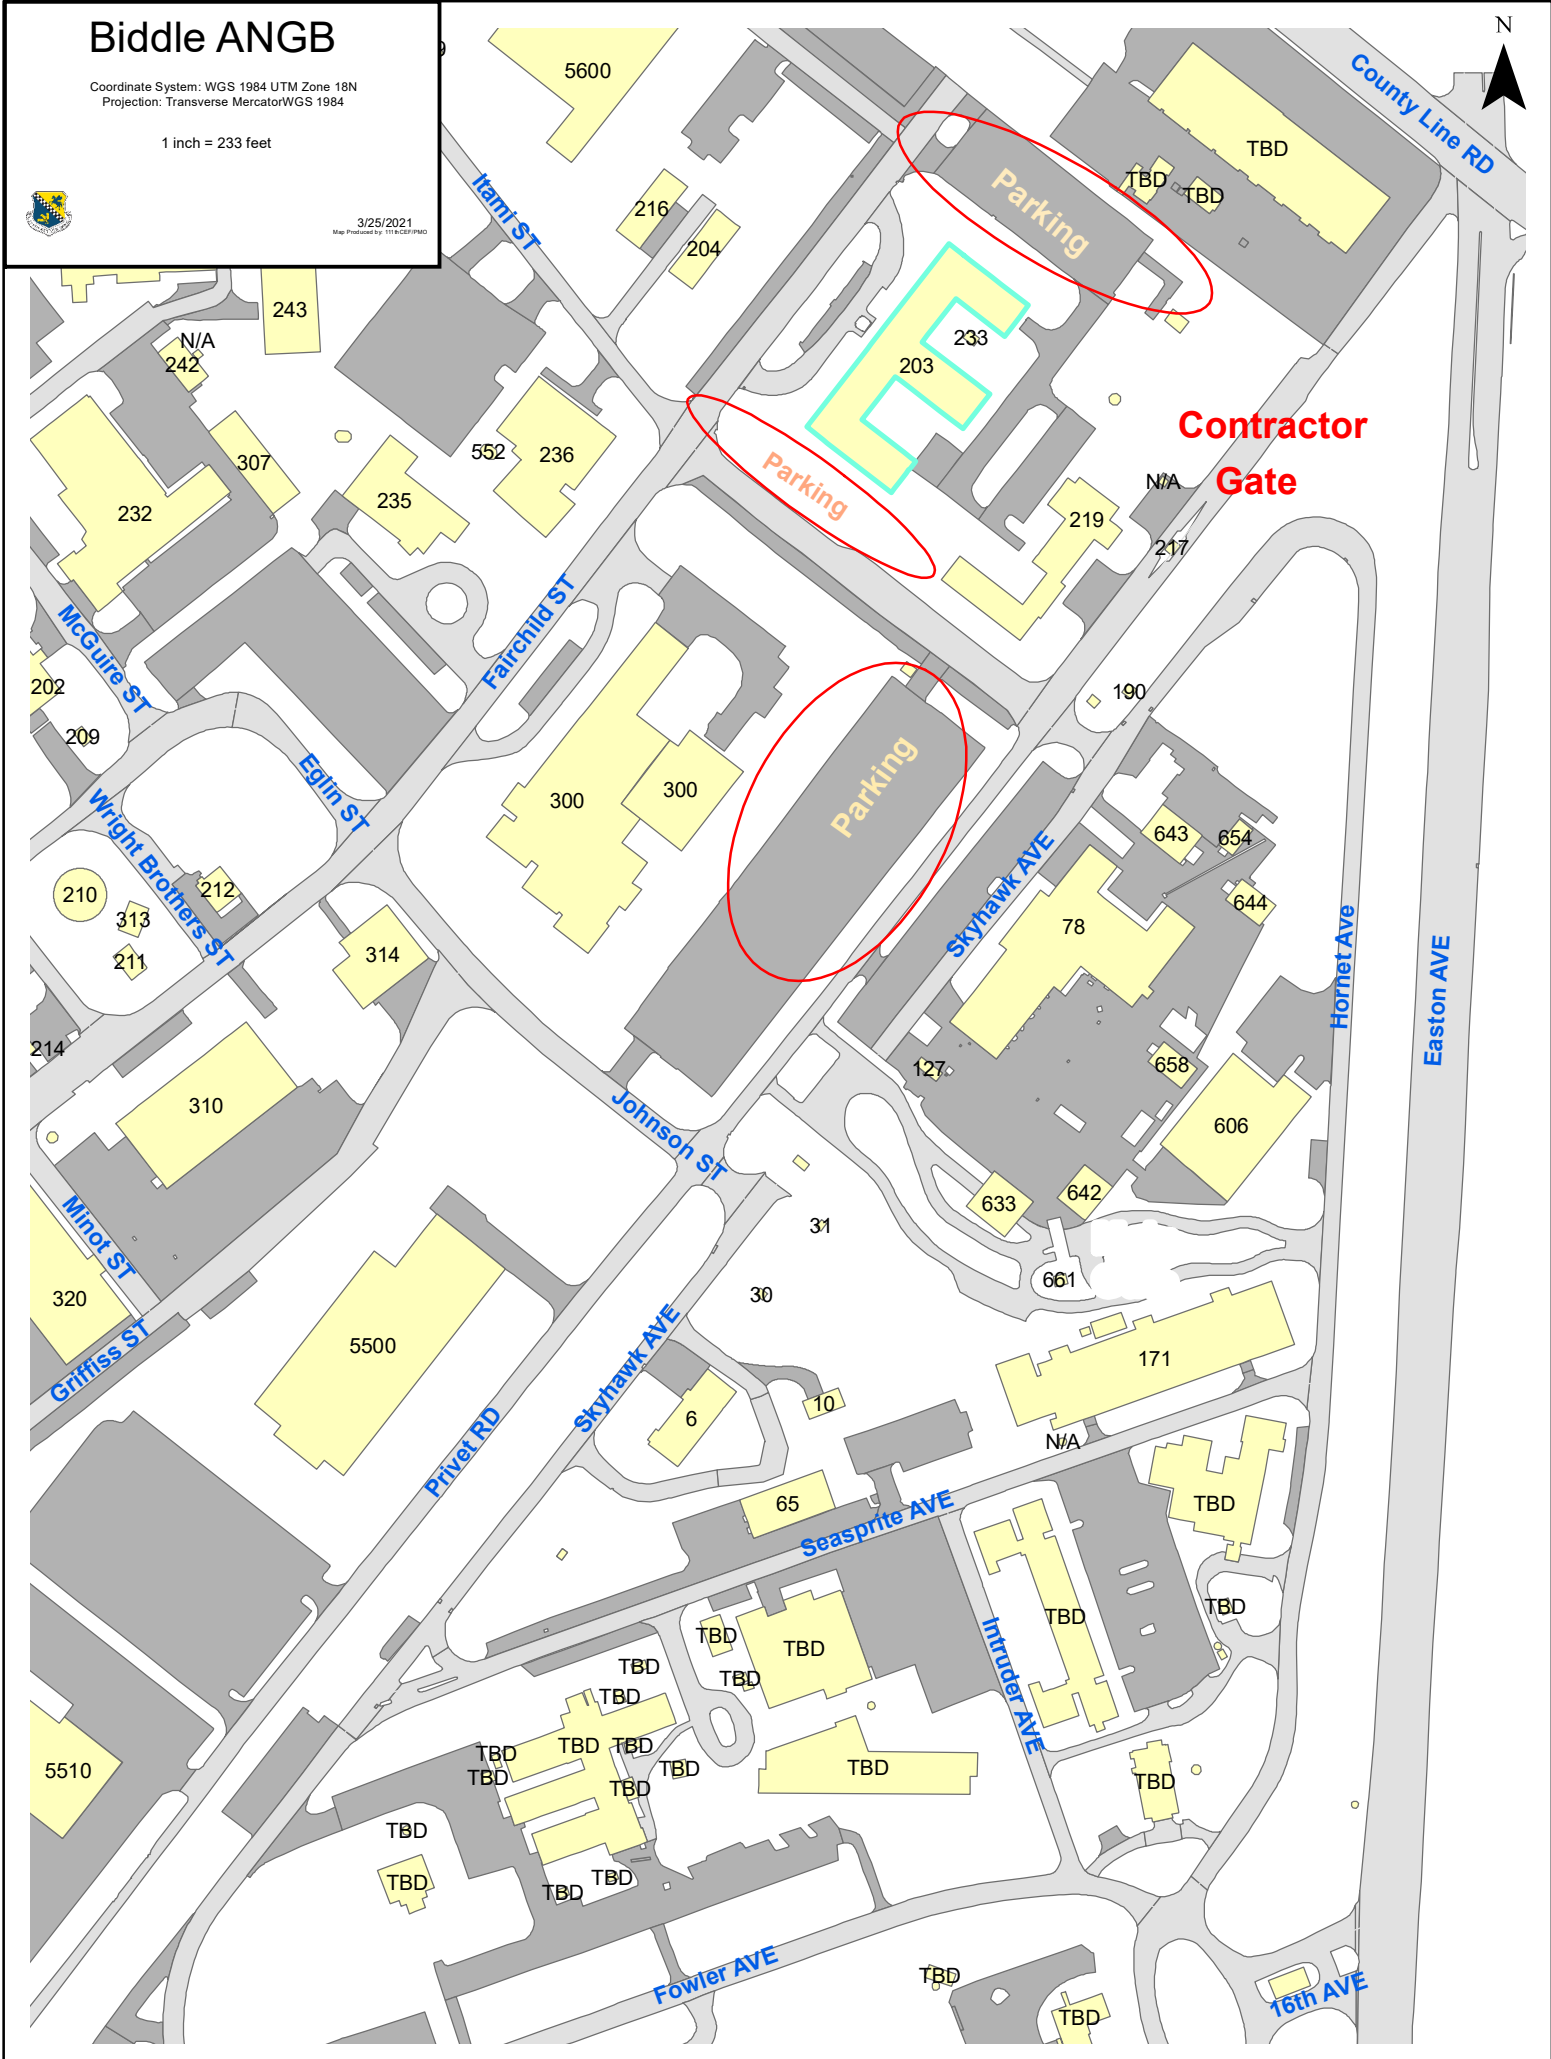 Biddle ANGB
Coordinate System: WGS 1984 UTM Zone 18N
Projection: Transverse MercatorWGS 1984
1 inch = 233 feet
3/25/2021
Map Produced by: 111th CEF/PMO
N
County Line RD
5600
TBD
TBD
TBD
Parking
Itami ST
216
204
243
N/A
242
233
203
Contractor
Gate
307
552
236
Parking
N/A
235
232
219
217
McGuire ST
Fairchild ST
202
209
190
Eglin ST
Parking
300
300
Wright Brothers ST
643
654
210
212
313
211
314
Skyhawk AVE
78
644
Hornet Ave
Easton AVE
214
127
658
310
Johnson ST
606
633
642
Minot ST
31
661
30
320
Griffiss ST
5500
Skyhawk AVE
171
6
10
N/A
Privet RD
65
Seasprite AVE
TBD
TBD
TBD
TBD
TBD
TBD
TBD
TBD
Intruder AVE
TBD
TBD
TBD
TBD
TBD
TBD
TBD
TBD
TBD
5510
TBD
TBD
TBD
TBD
Fowler AVE
TBD
16th AVE
TBD